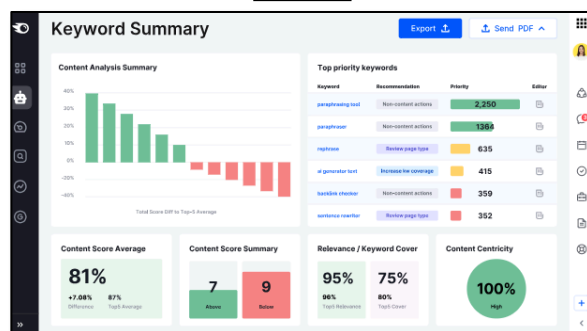 Keyword Summary
Export
Send PDF
Content Analysis Summary
40%
30%
20%
10%
0%
-20%
-40%
Total Score Diff to Top+5 Average
Top priority keywords
Keyword Recommendation Priority Editor
paraphrasing tool Non-content actions 2,250
paraphraser Non-content actions 1364
rephrase Review page type 635
ai generator text Increase kw coverage 415
backlink checker Non-content actions 359
sentence rewriter Review page type 352
Content Score Average
81%
+7.08% 87%
Difference Top5 Average
Content Score Summary
7
Above
9
Below
Relevance / Keyword Cover
95%
96%
Top5 Relevance
75%
80%
Top5 Cover
Content Centricity
100%
High